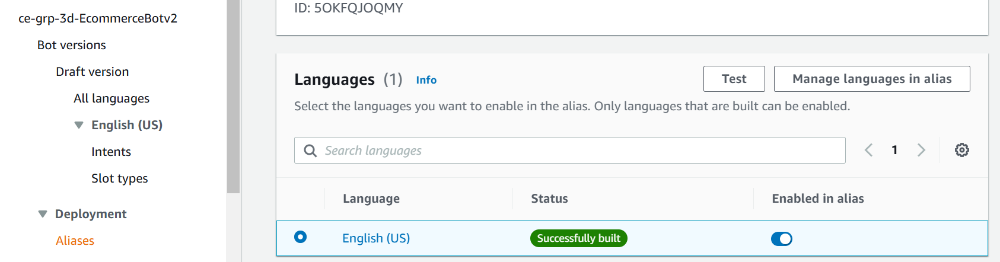 ce-grp-3d-EcommerceBotv2
Bot versions
Draft version
All languages
English (US)
Intents
Slot types
Deployment
Aliases
ID: 5OKFQJOQMY
Languages (1) Info
Test
Manage languages in alias
Select the languages you want to enable in the alias. Only languages that are built can be enabled.
Search languages
1
Language Status Enabled in alias
English (US) Successfully built